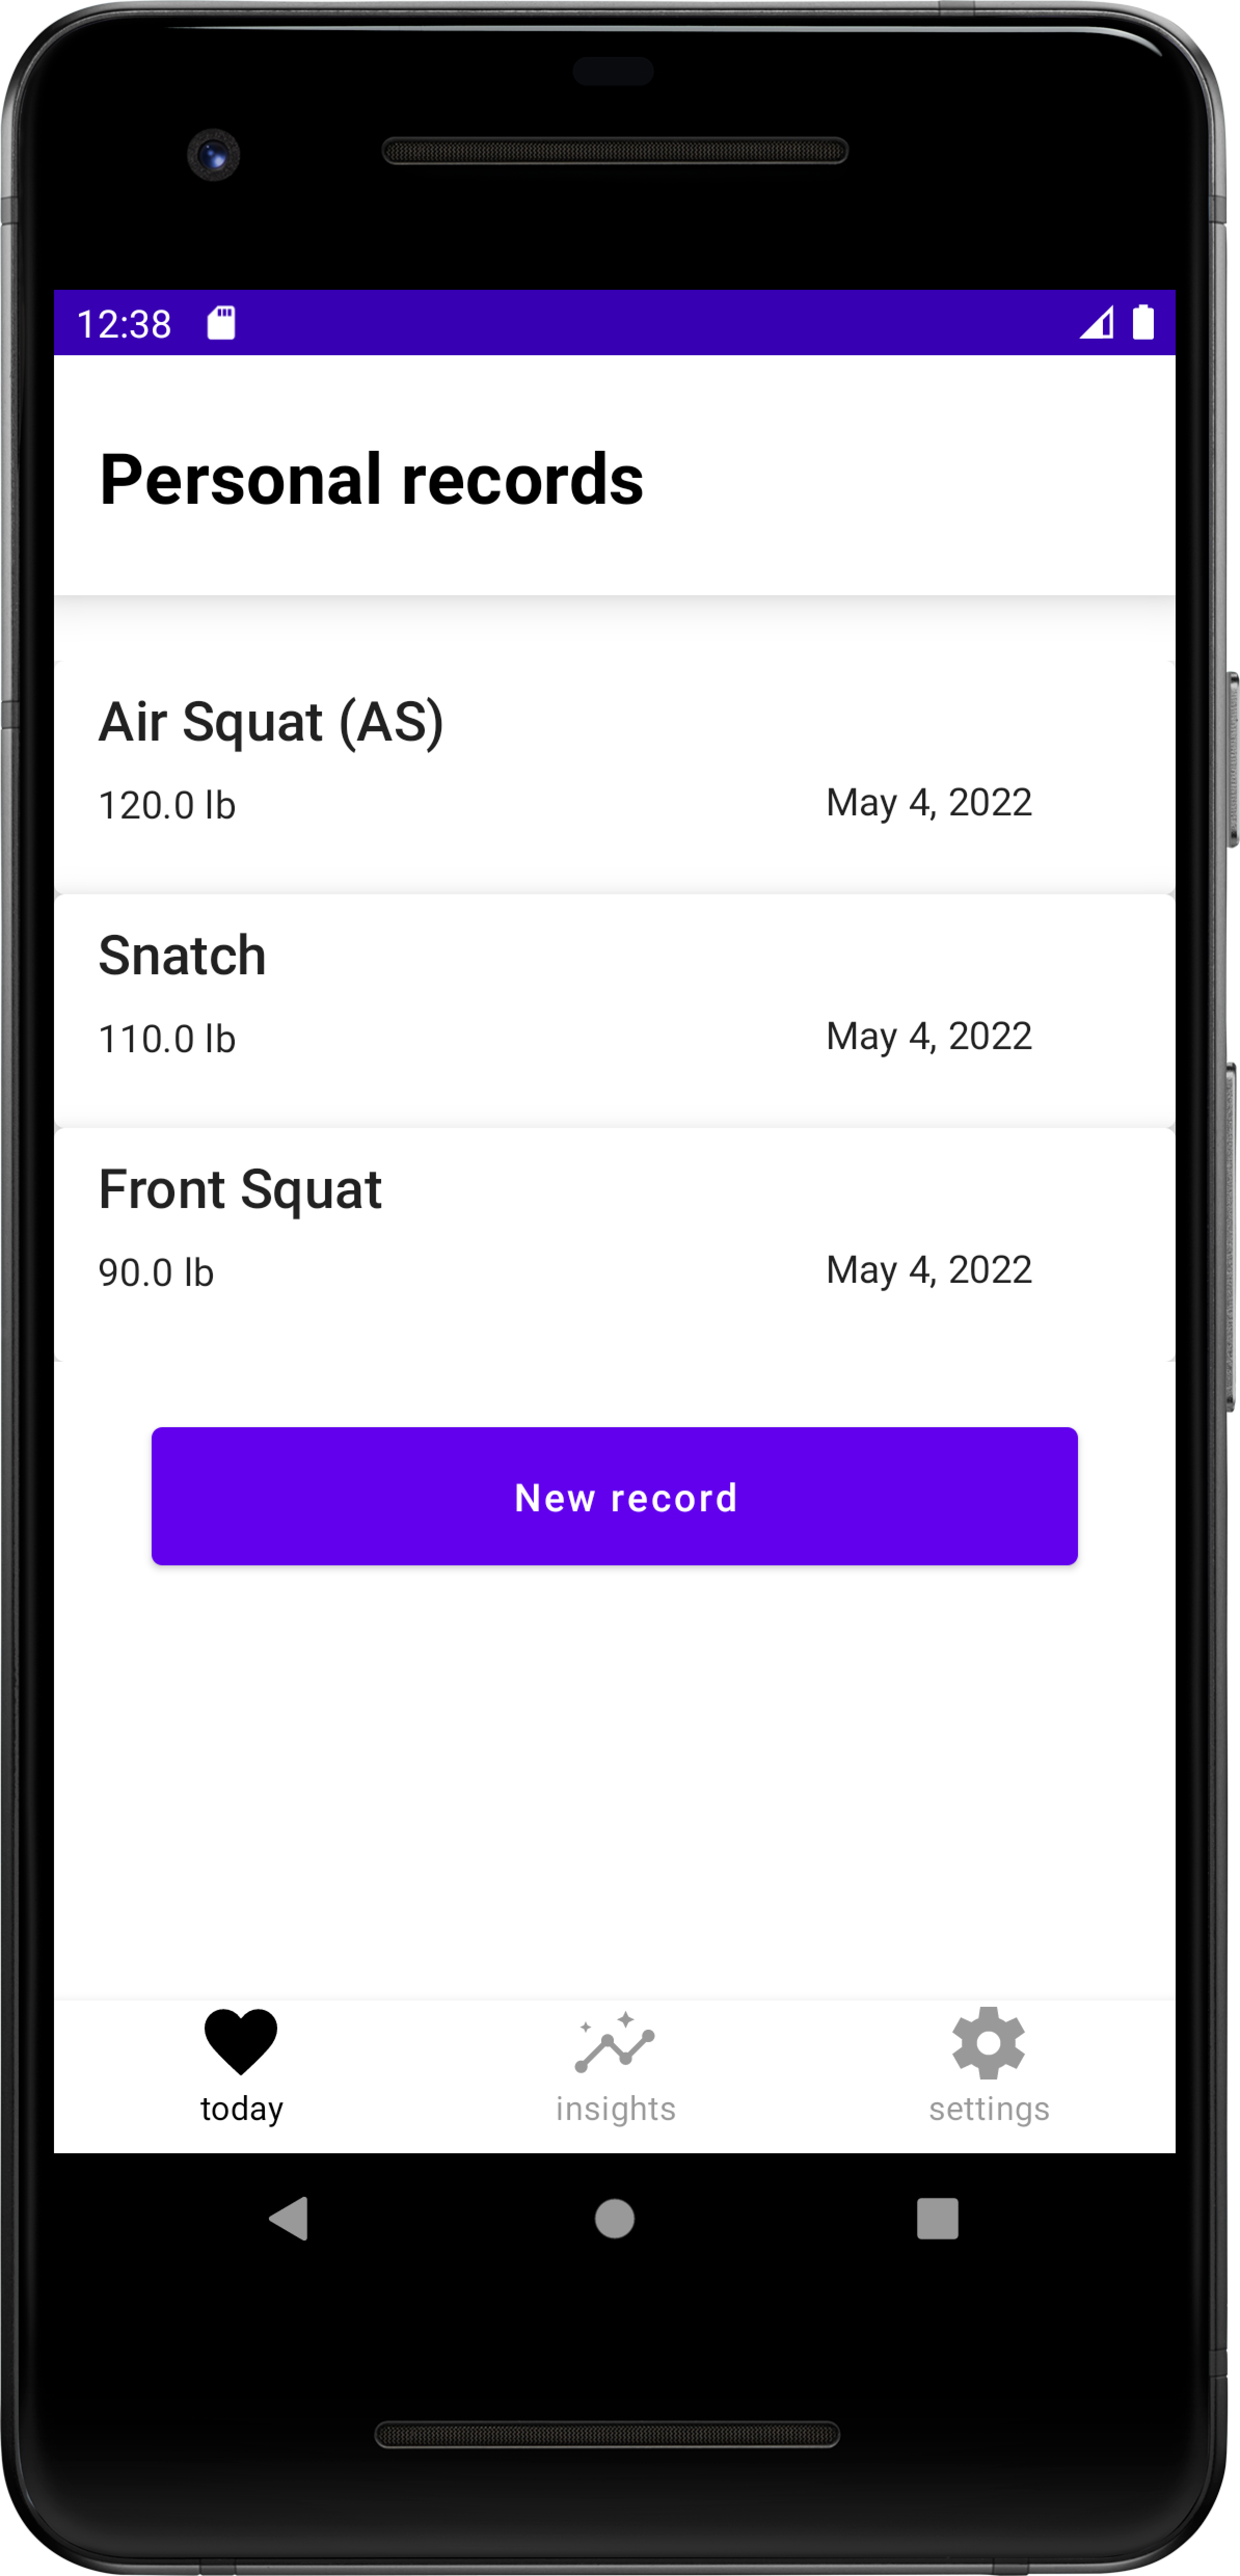 12:38
Personal records
Air Squat (AS)
120.0 lb May 4, 2022
Snatch
110.0 lb May 4, 2022
Front Squat
90.0 lb May 4, 2022
New record
today insights settings